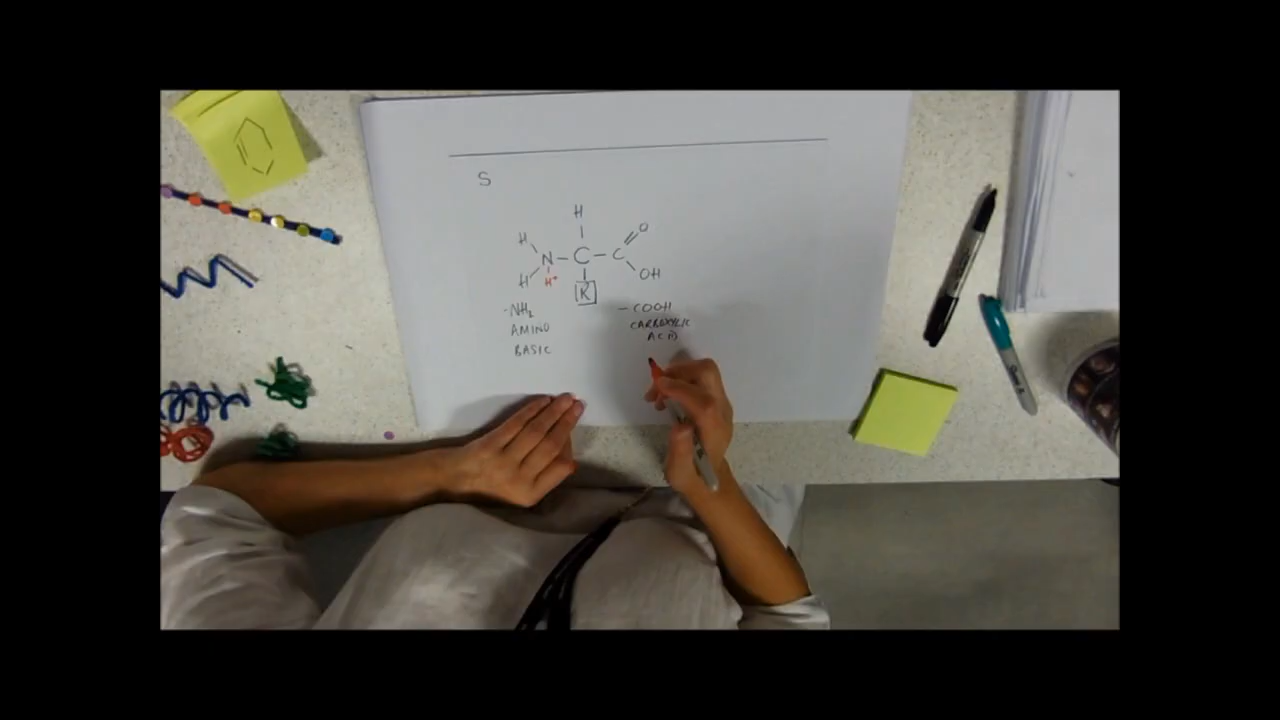 S
H
H O
N – C – C
H H⁺ OH
R
-NH₂ – COOH
AMINO CARBOXYLIC
BASIC ACID